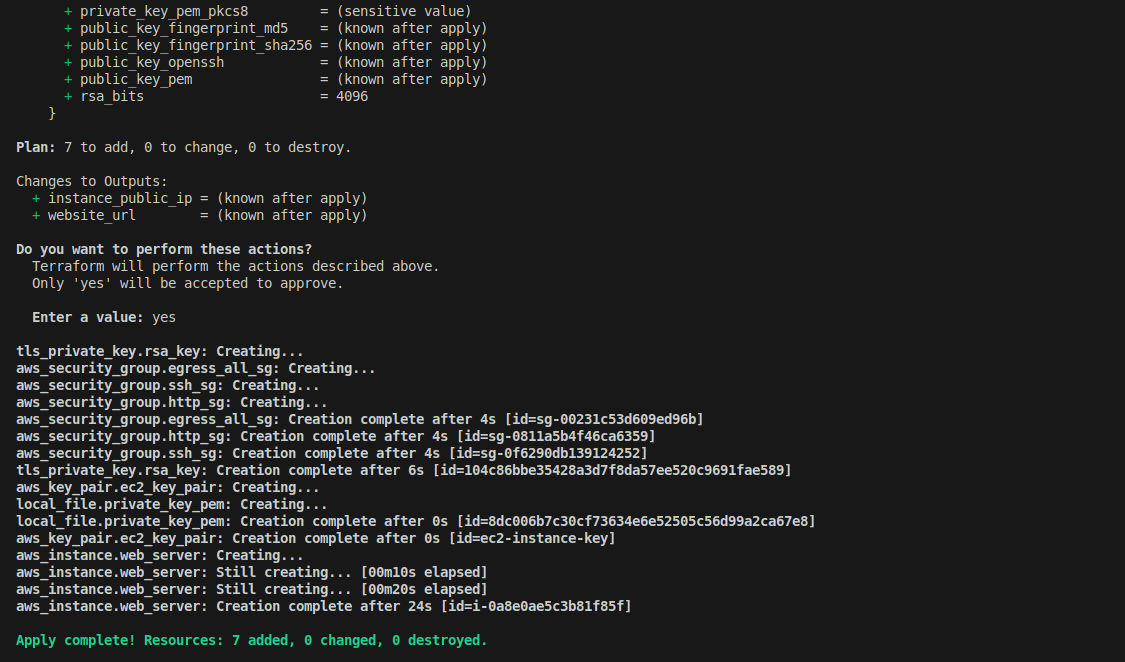 + private_key_pem_pkcs8         = (sensitive value)
+ public_key_fingerprint_md5    = (known after apply)
+ public_key_fingerprint_sha256 = (known after apply)
+ public_key_openssh            = (known after apply)
+ public_key_pem                = (known after apply)
+ rsa_bits                      = 4096
}
Plan: 7 to add, 0 to change, 0 to destroy.
Changes to Outputs:
+ instance_public_ip = (known after apply)
+ website_url        = (known after apply)
Do you want to perform these actions?
Terraform will perform the actions described above.
Only 'yes' will be accepted to approve.
Enter a value: yes
tls_private_key.rsa_key: Creating...
aws_security_group.egress_all_sg: Creating...
aws_security_group.ssh_sg: Creating...
aws_security_group.http_sg: Creating...
aws_security_group.egress_all_sg: Creation complete after 4s [id=sg-00231c53d609ed96b]
aws_security_group.http_sg: Creation complete after 4s [id=sg-0811a5b4f46ca6359]
aws_security_group.ssh_sg: Creation complete after 4s [id=sg-0f6290db139124252]
tls_private_key.rsa_key: Creation complete after 6s [id=104c86bbe35428a3d7f8da57ee520c9691fae589]
aws_key_pair.ec2_key_pair: Creating...
local_file.private_key_pem: Creating...
local_file.private_key_pem: Creation complete after 0s [id=8dc006b7c30cf73634e6e52505c56d99a2ca67e8]
aws_key_pair.ec2_key_pair: Creation complete after 0s [id=ec2-instance-key]
aws_instance.web_server: Creating...
aws_instance.web_server: Still creating... [00m10s elapsed]
aws_instance.web_server: Still creating... [00m20s elapsed]
aws_instance.web_server: Creation complete after 24s [id=i-0a8e0ae5c3b81f85f]
Apply complete! Resources: 7 added, 0 changed, 0 destroyed.